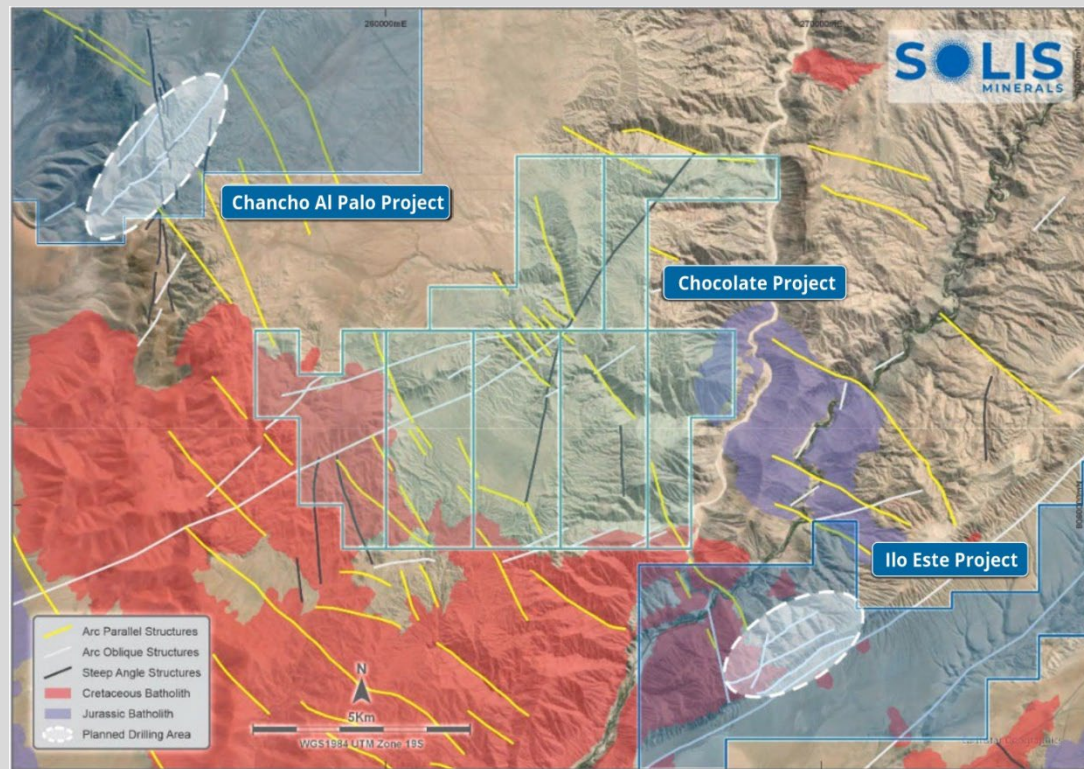 260000mE
SOLIS
MINERALS
Chancho Al Palo Project
Chocolate Project
Ilo Este Project
Arc Parallel Structures
Arc Oblique Structures
Steep Angle Structures
Cretaceous Batholith
Jurassic Batholith
Planned Drilling Area
N
5Km
WGS1984 UTM Zone 19S